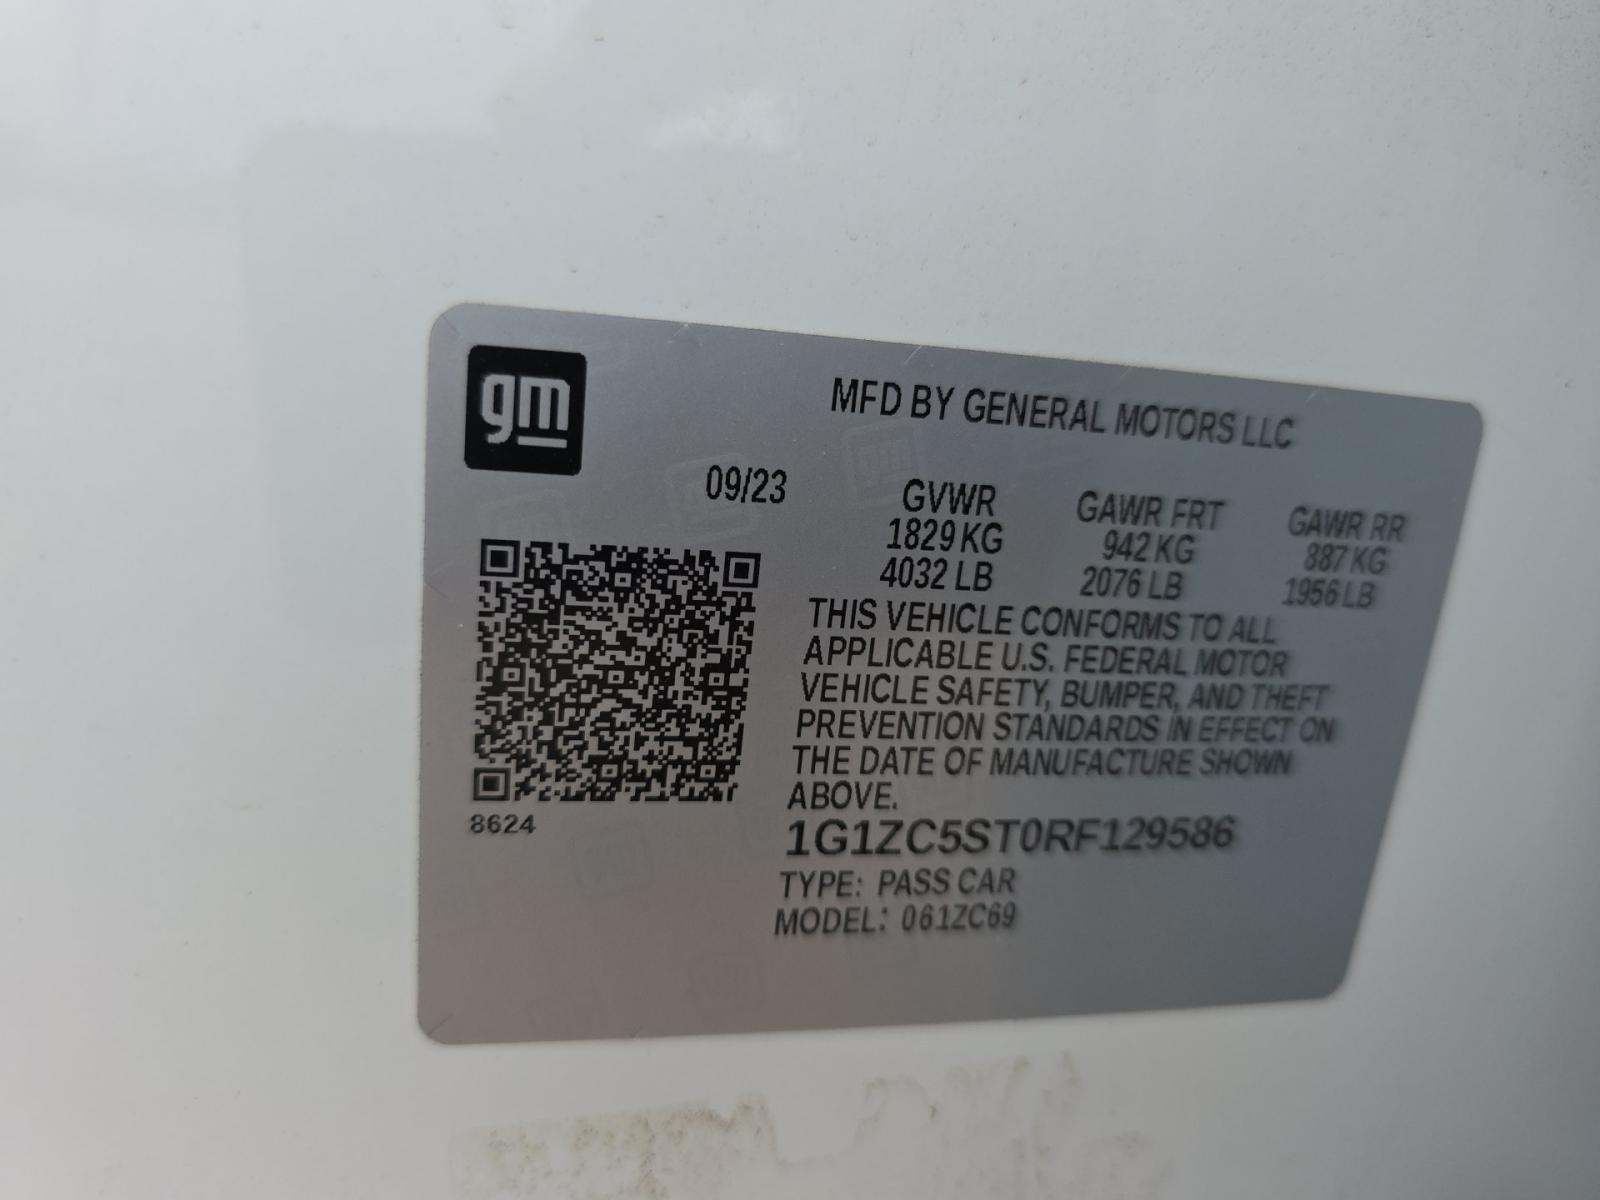 gm
MFD BY GENERAL MOTORS LLC
09/23
GVWR GAWR FRT GAWR RR
1829 KG 942 KG 887 KG
4032 LB 2076 LB 1956 LB
THIS VEHICLE CONFORMS TO ALL
APPLICABLE U.S. FEDERAL MOTOR
VEHICLE SAFETY, BUMPER, AND THEFT
PREVENTION STANDARDS IN EFFECT ON
THE DATE OF MANUFACTURE SHOWN
ABOVE.
8624
1G1ZC5ST0RF129586
TYPE: PASS CAR
MODEL: 061ZC69